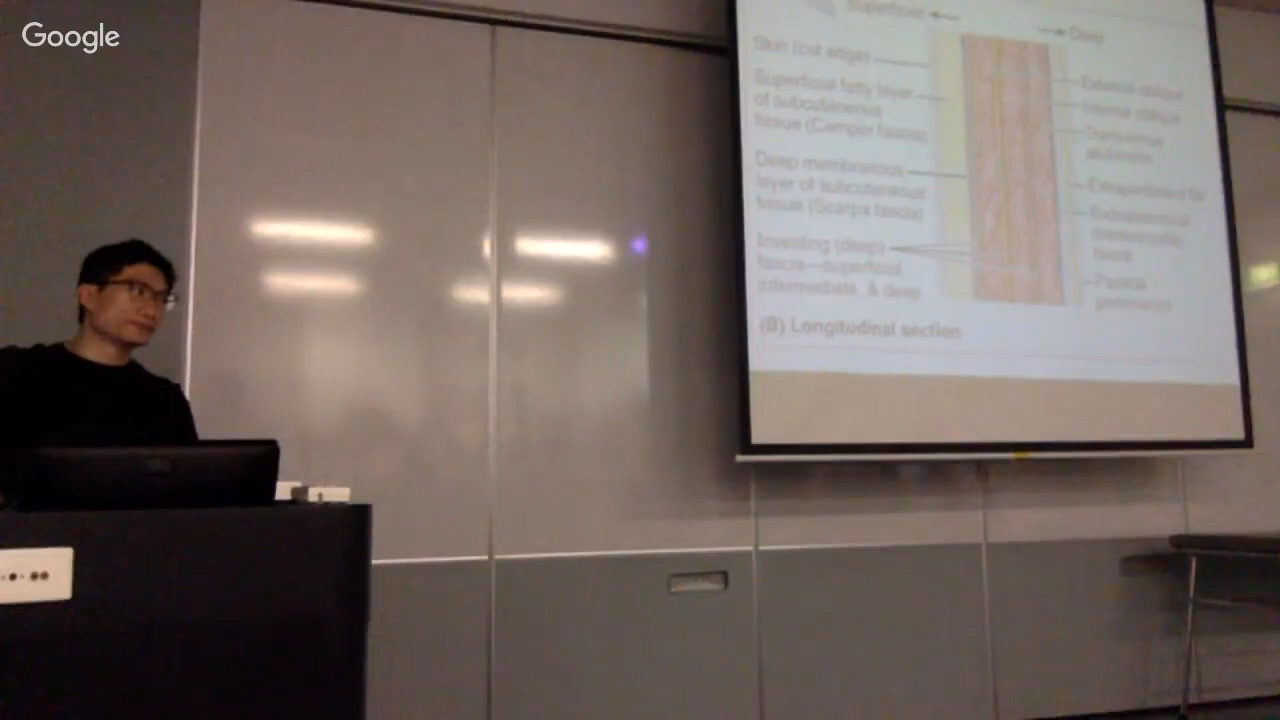 Google
Superficial
Deep
Skin (cut edge)
Superficial fatty layer
of subcutaneous
tissue (Camper fascia)
Deep membranous
layer of subcutaneous
tissue (Scarpa fascia)
Investing (deep)
fascia—superficial
intermediate, & deep
External oblique
Internal oblique
Transversus
abdominis
Extraperitoneal fat
Parietal
peritoneum
(B) Longitudinal section